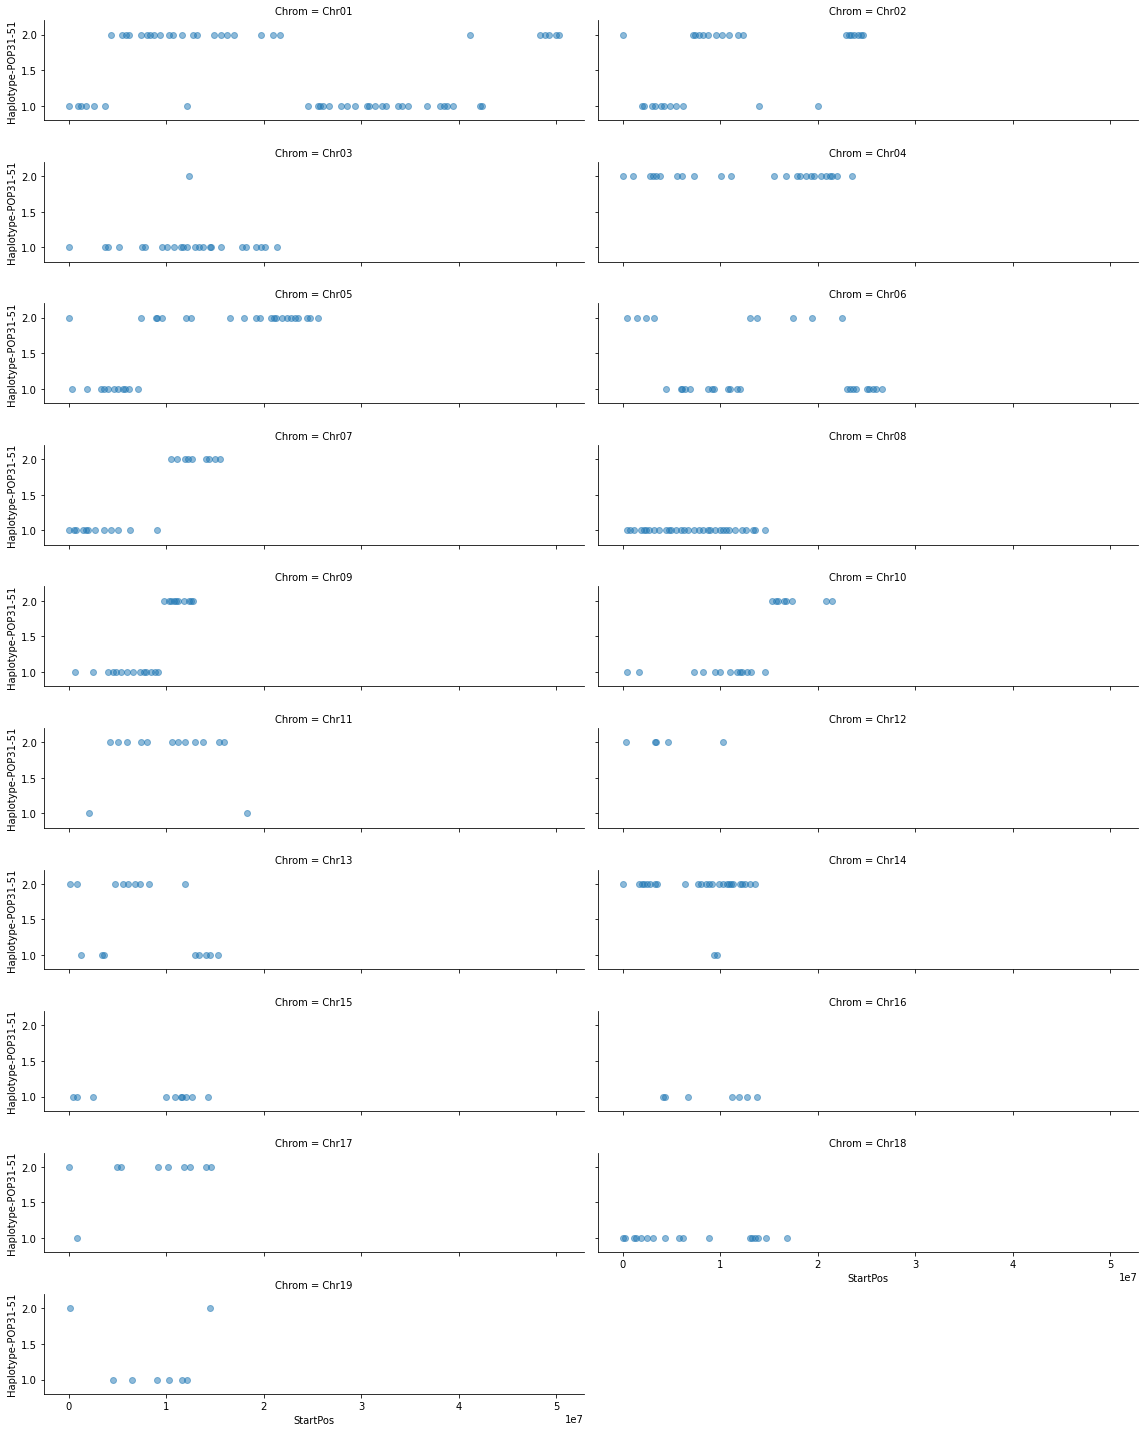 Chrom = Chr01
Chrom = Chr02
Haplotype-POP31-51
2.0
1.5
1.0
Chrom = Chr03
Chrom = Chr04
Haplotype-POP31-51
2.0
1.5
1.0
Chrom = Chr05
Chrom = Chr06
Haplotype-POP31-51
2.0
1.5
1.0
Chrom = Chr07
Chrom = Chr08
Haplotype-POP31-51
2.0
1.5
1.0
Chrom = Chr09
Chrom = Chr10
Haplotype-POP31-51
2.0
1.5
1.0
Chrom = Chr11
Chrom = Chr12
Haplotype-POP31-51
2.0
1.5
1.0
Chrom = Chr13
Chrom = Chr14
Haplotype-POP31-51
2.0
1.5
1.0
Chrom = Chr15
Chrom = Chr16
Haplotype-POP31-51
2.0
1.5
1.0
Chrom = Chr17
Chrom = Chr18
Haplotype-POP31-51
2.0
1.5
1.0
0 1 2 3 4 5
StartPos
1e7
Chrom = Chr19
Haplotype-POP31-51
2.0
1.5
1.0
0 1 2 3 4 5
StartPos
1e7